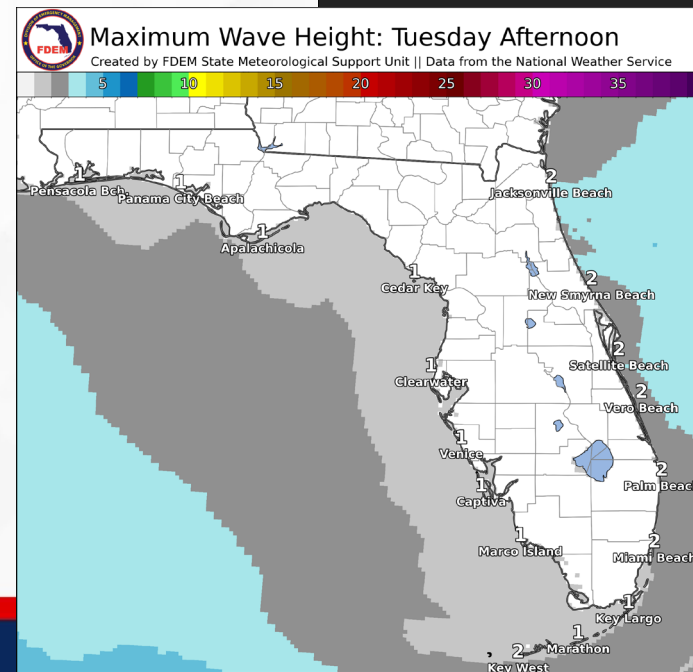 Maximum Wave Height: Tuesday Afternoon
Created by FDEM State Meteorological Support Unit || Data from the National Weather Service
FDEM
5 10 15 20 25 30 35
2
Jacksonville Beach
1
Pensacola Bch.
1
Panama City Beach
1
Apalachicola
1
Cedar Key
2
New Smyrna Beach
2
Satellite Beach
1
Clearwater
2
Vero Beach
1
Venice
2
Palm Beac
1
Captiva
1
Marco Island
2
Miami Beach
1
Key Largo
1
Marathon
2
Key West